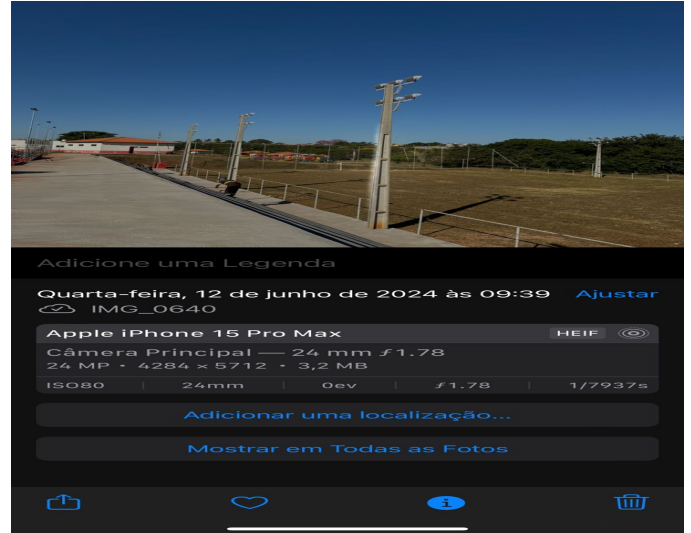 Adicione uma Legenda
Quarta-feira, 12 de junho de 2024 às 09:39 Ajustar
IMG_0640
Apple iPhone 15 Pro Max HEIF
Câmera Principal — 24 mm ƒ1.78
24 MP • 4284 × 5712 • 3,2 MB
ISO80 24mm 0ev ƒ1.78 1/7937s
Adicionar uma localização...
Mostrar em Todas as Fotos